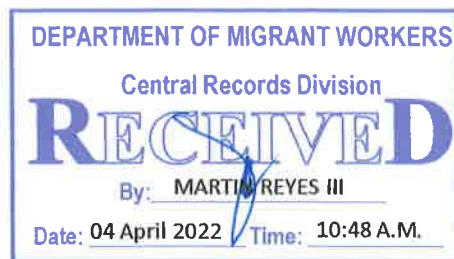 DEPARTMENT OF MIGRANT WORKERS
Central Records Division
RECEIVED
By: MARTIN REYES III
Date: 04 April 2022 Time: 10:48 A.M.